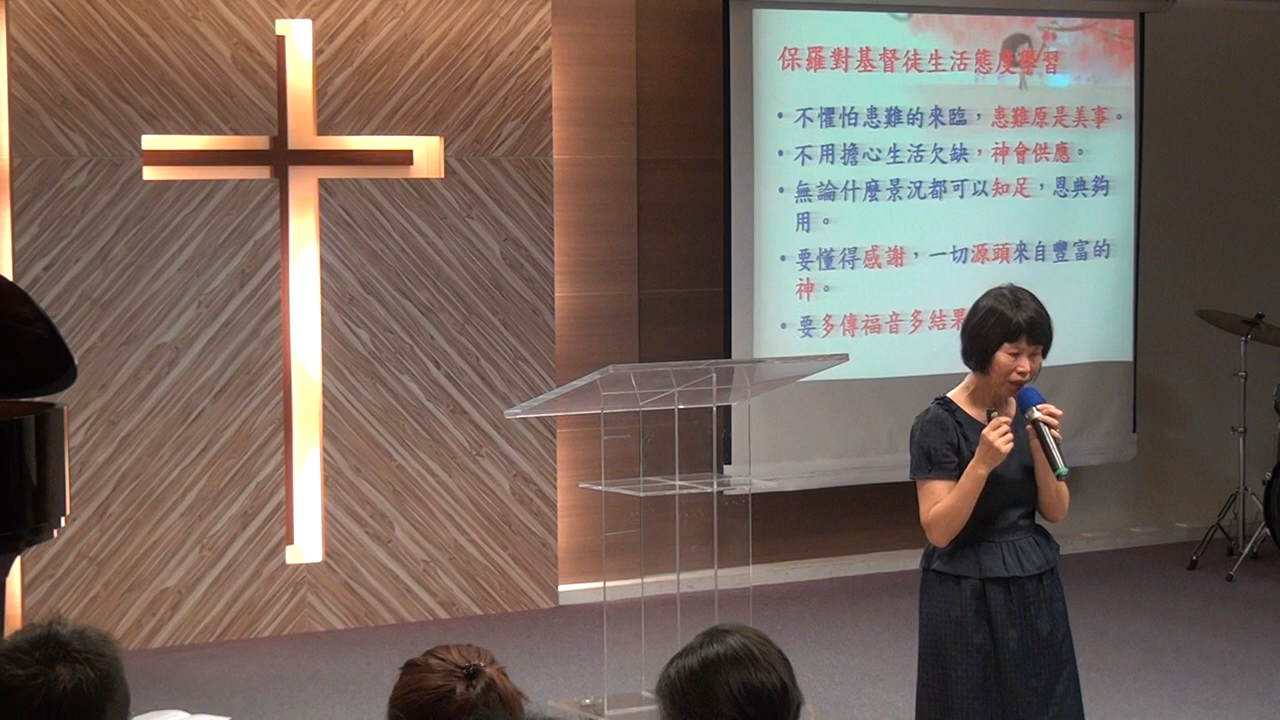 保羅對基督徒生活態度學習
• 不懼怕患難的來臨，患難原是美事。
• 不用擔心生活欠缺，神會供應。
• 無論什麼景況都可以知足，恩典夠
用。
• 要懂得感謝，一切源頭來自豐富的
神。
• 要多傳福音多結果